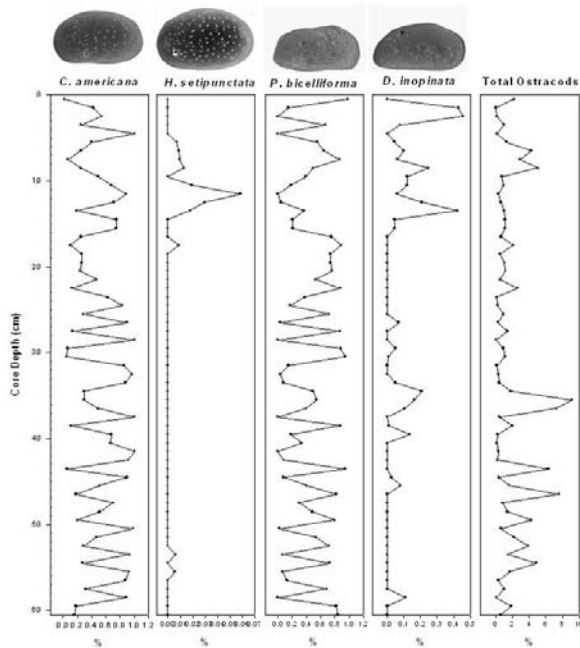 C. americana H. setipunctata P. bicelliforma D. inopinata Total Ostracods
0
10
20
30
40
50
60
Core Depth (cm)
0.0 0.2 0.4 0.6 0.8 1.0 1.2
0.0 0.2 0.4 0.6 0.8 1.0 1.2
0.0 0.1 0.2 0.3 0.4 0.5
0 2 4 6 8 10
% % % % %